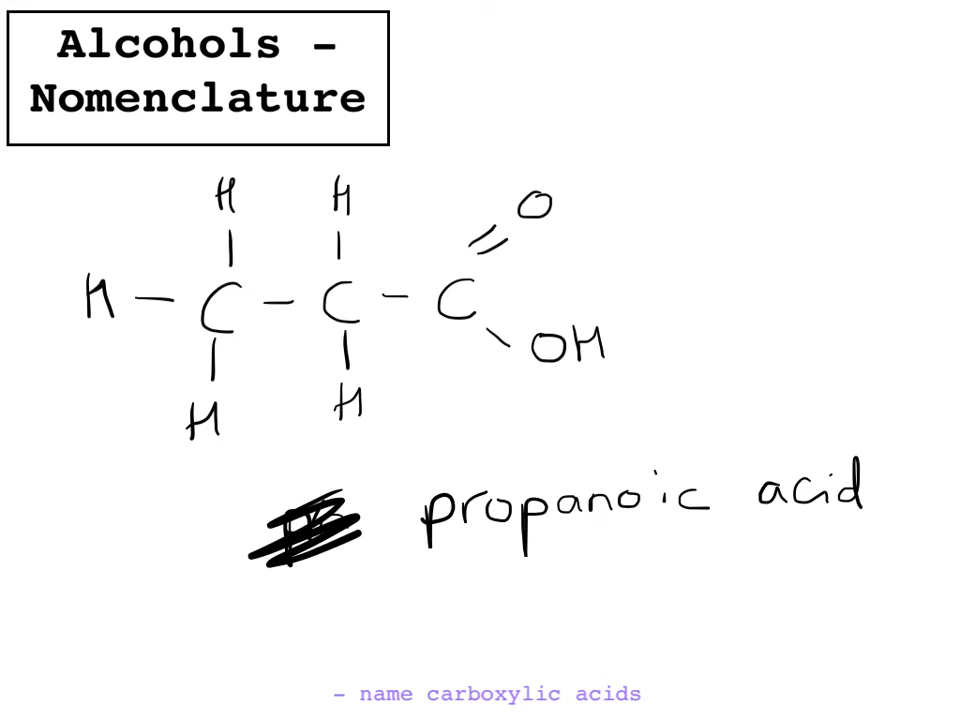 Alcohols -
Nomenclature
H H O
H - C - C - C
OH
H H
propanoic acid
- name carboxylic acids